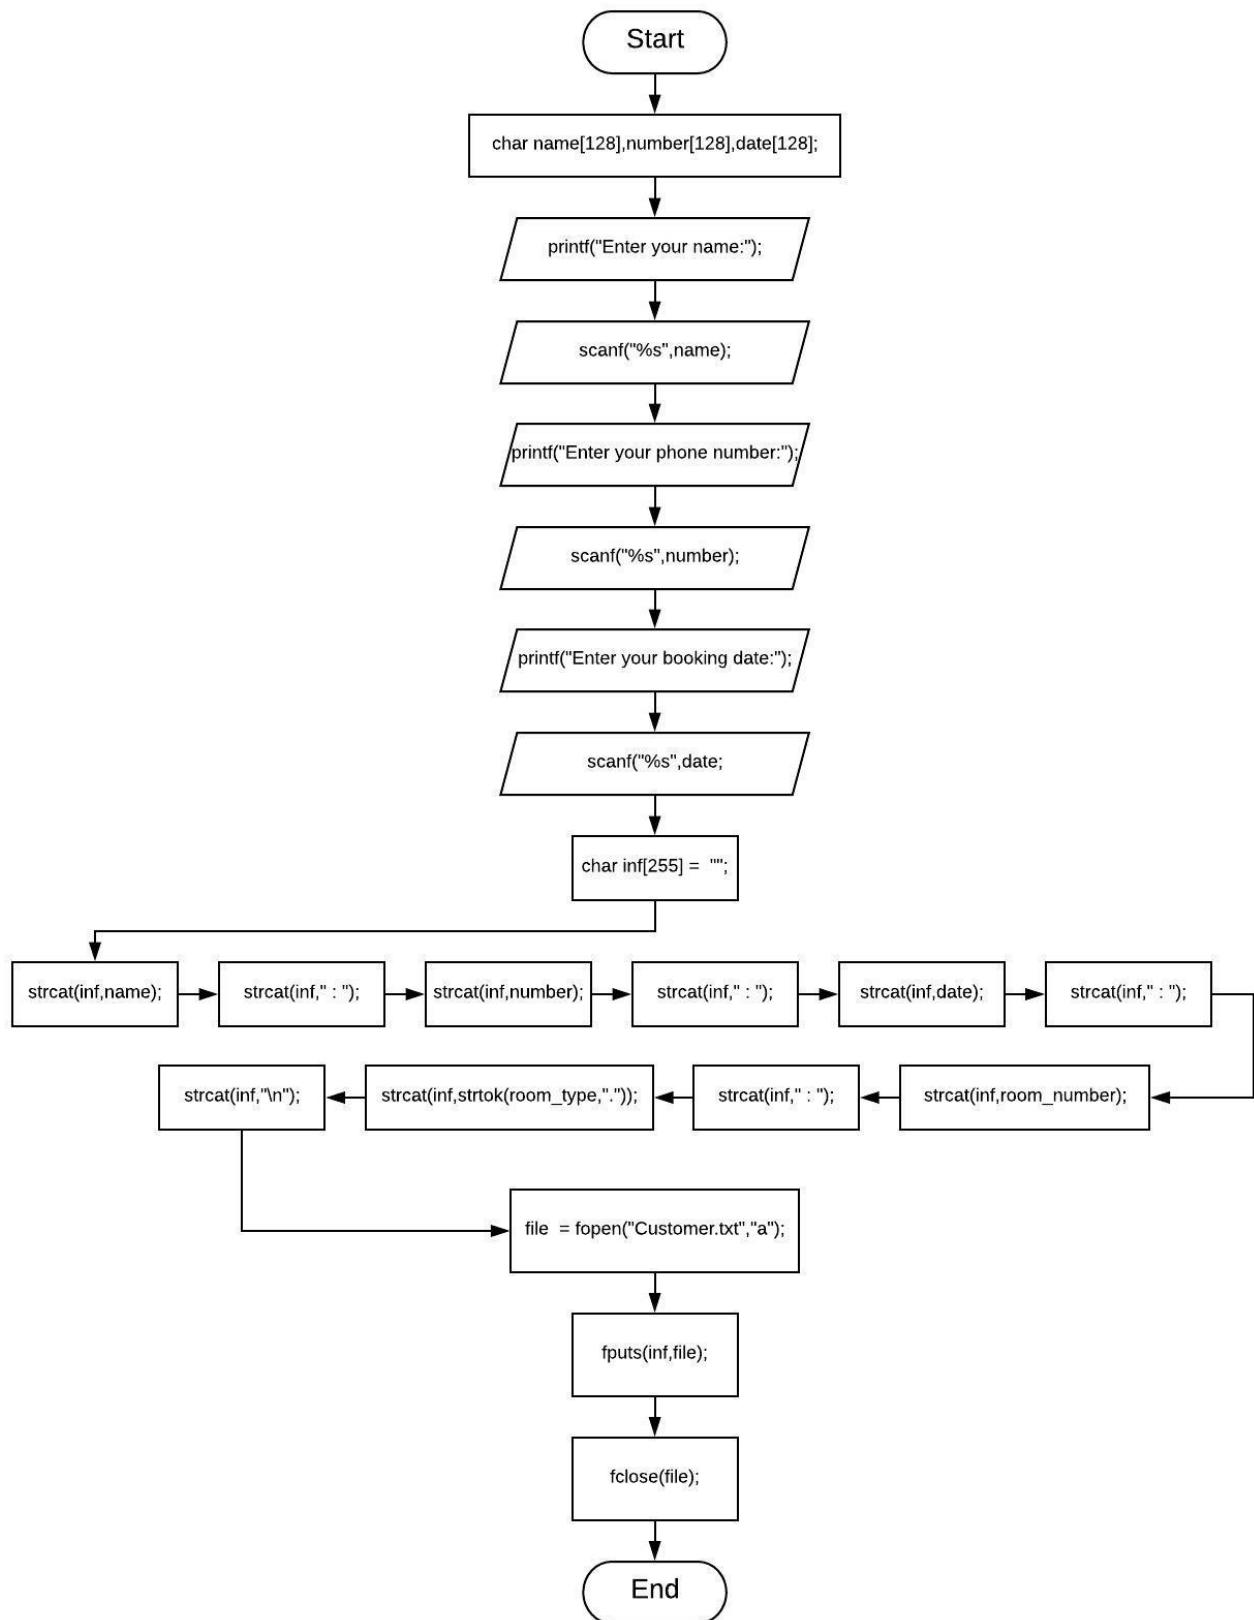 Start
char name[128],number[128],date[128];
printf("Enter your name:");
scanf("%s",name);
printf("Enter your phone number:");
scanf("%s",number);
printf("Enter your booking date:");
scanf("%s",date;
char inf[255] =  "";
strcat(inf,name);
strcat(inf," : ");
strcat(inf,number);
strcat(inf," : ");
strcat(inf,date);
strcat(inf," : ");
strcat(inf,room_number);
strcat(inf," : ");
strcat(inf,strtok(room_type,"."));
strcat(inf,"\n");
file  = fopen("Customer.txt","a");
fputs(inf,file);
fclose(file);
End